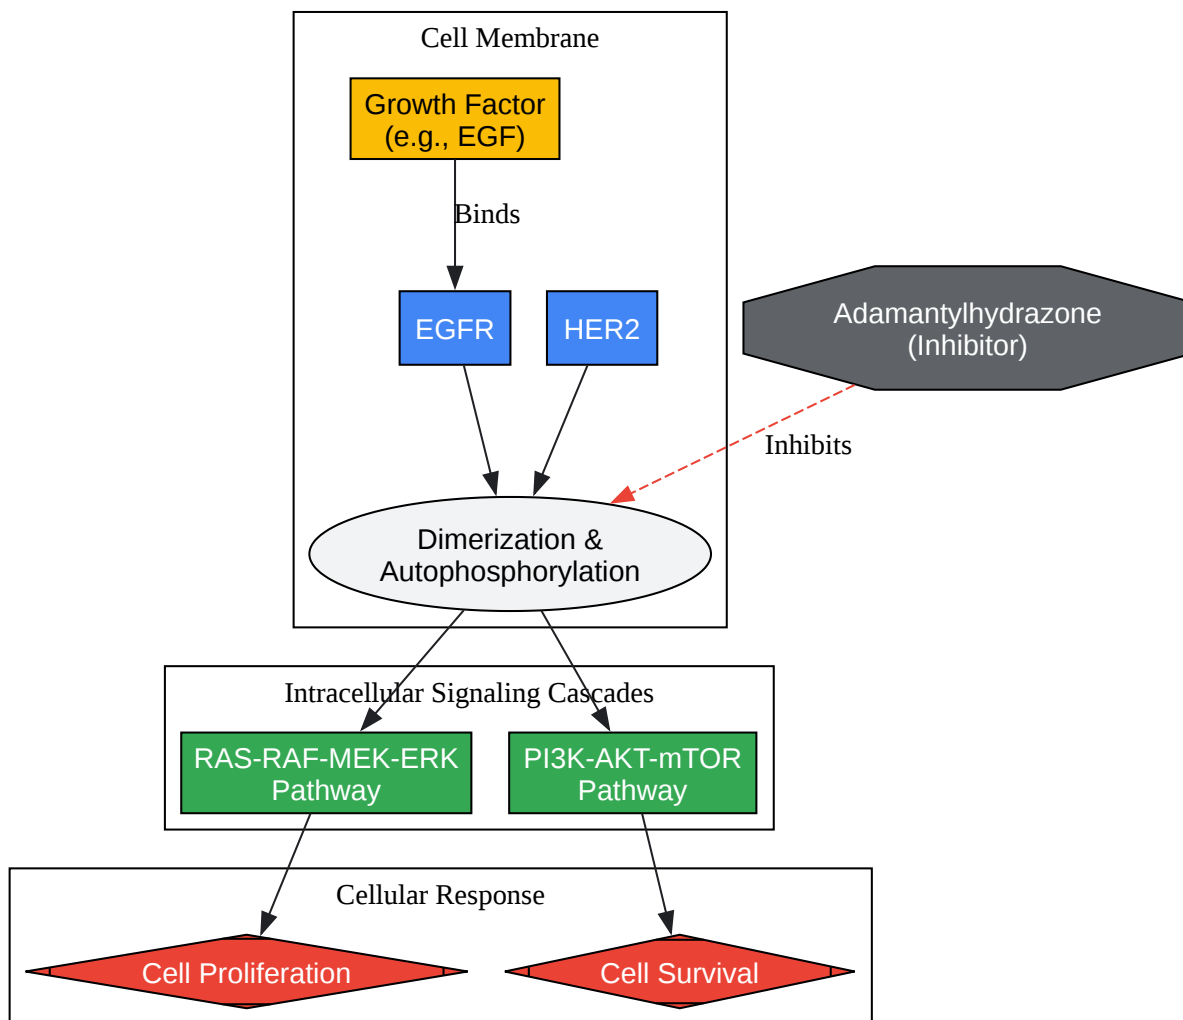 Cell Membrane
Growth Factor
(e.g., EGF)
Binds
EGFR
HER2
Adamantylhydrazone
(Inhibitor)
Inhibits
Dimerization &
Autophosphorylation
Intracellular Signaling Cascades
RAS-RAF-MEK-ERK
Pathway
PI3K-AKT-mTOR
Pathway
Cellular Response
Cell Proliferation
Cell Survival